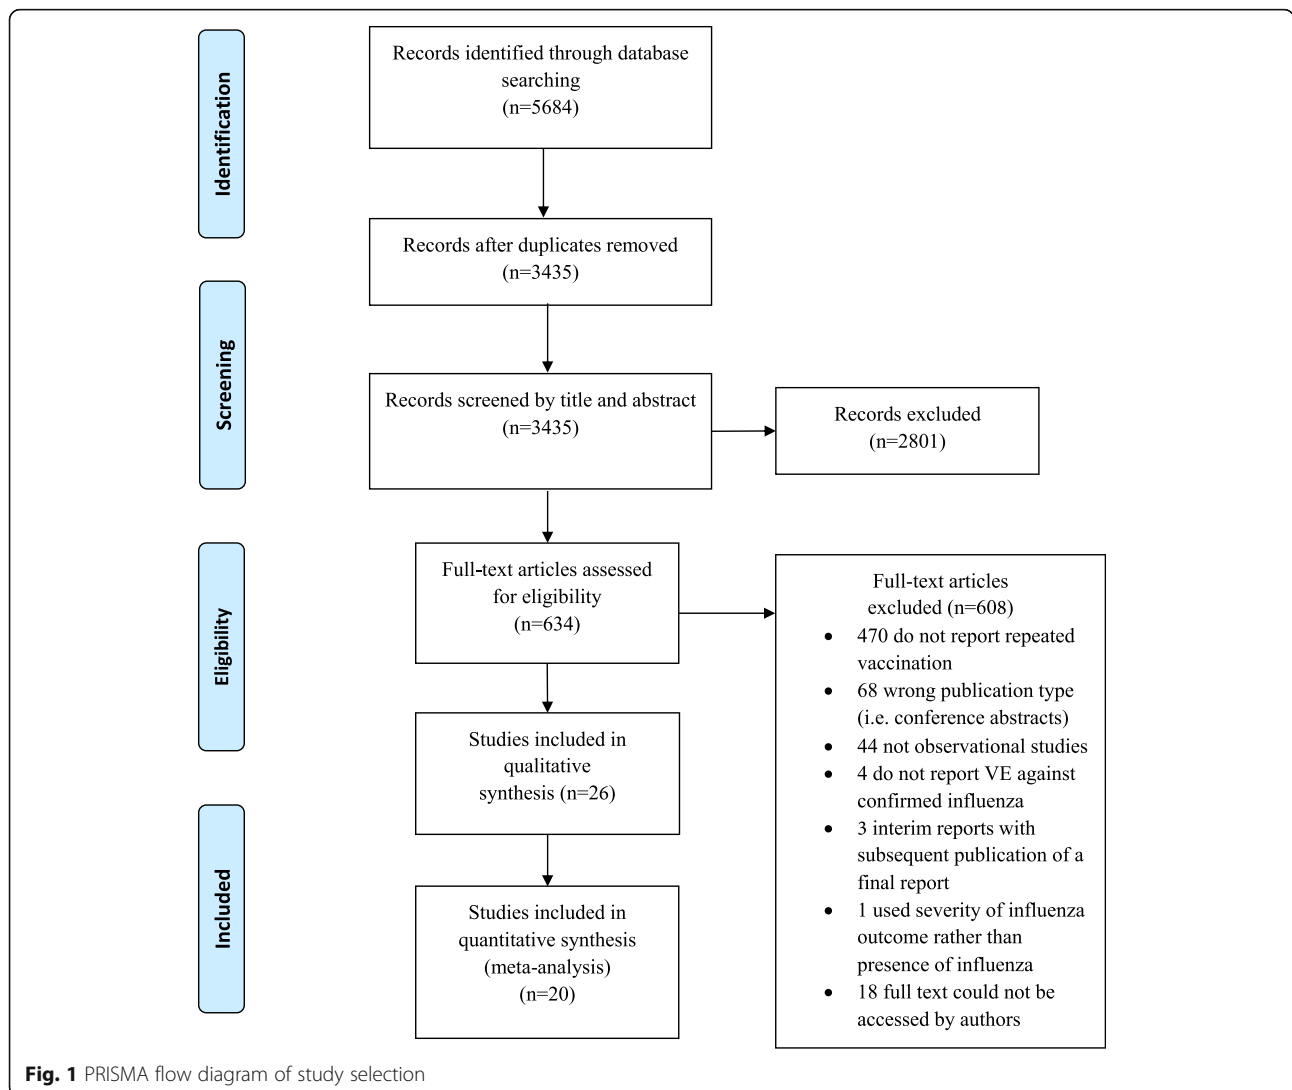 Identification
Records identified through database
searching
(n=5684)
Records after duplicates removed
(n=3435)
Screening
Records screened by title and abstract
(n=3435)
Records excluded
(n=2801)
Eligibility
Full-text articles assessed
for eligibility
(n=634)
Full-text articles
excluded (n=608)
• 470 do not report repeated
vaccination
• 68 wrong publication type
(i.e. conference abstracts)
• 44 not observational studies
• 4 do not report VE against
confirmed influenza
• 3 interim reports with
subsequent publication of a
final report
• 1 used severity of influenza
outcome rather than
presence of influenza
• 18 full text could not be
accessed by authors
Studies included in
qualitative
synthesis (n=26)
Included
Studies included in
quantitative synthesis
(meta-analysis)
(n=20)
Fig. 1 PRISMA flow diagram of study selection